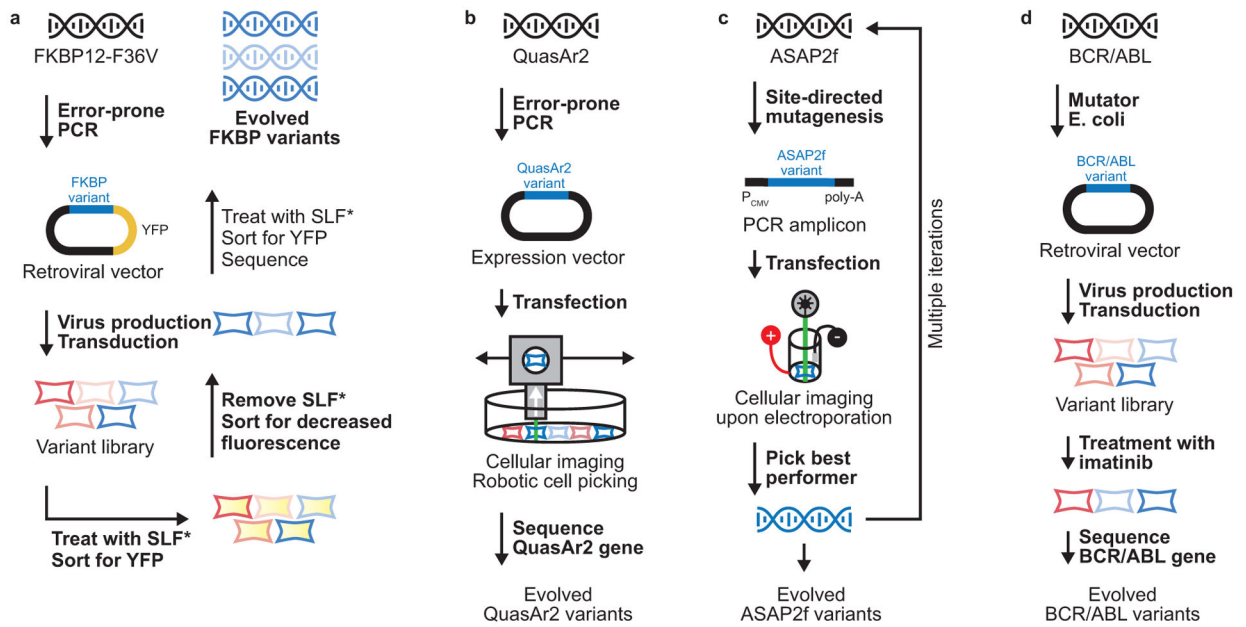 a
FKBP12-F36V
Error-prone
PCR
FKBP
variant
YFP
Retroviral vector
Virus production
Transduction
Variant library
Treat with SLF*
Sort for YFP
Remove SLF*
Sort for decreased
fluorescence
Treat with SLF*
Sort for YFP
Sequence
Evolved
FKBP variants
b
QuasAr2
Error-prone
PCR
QuasAr2
variant
Expression vector
Transfection
Cellular imaging
Robotic cell picking
Sequence
QuasAr2 gene
Evolved
QuasAr2 variants
c
ASAP2f
Site-directed
mutagenesis
ASAP2f
variant
PCMV
poly-A
PCR amplicon
Transfection
+
-
Cellular imaging
upon electroporation
Pick best
performer
Multiple iterations
Evolved
ASAP2f variants
d
BCR/ABL
Mutator
E. coli
BCR/ABL
variant
Retroviral vector
Virus production
Transduction
Variant library
Treatment with
imatinib
Sequence
BCR/ABL gene
Evolved
BCR/ABL variants